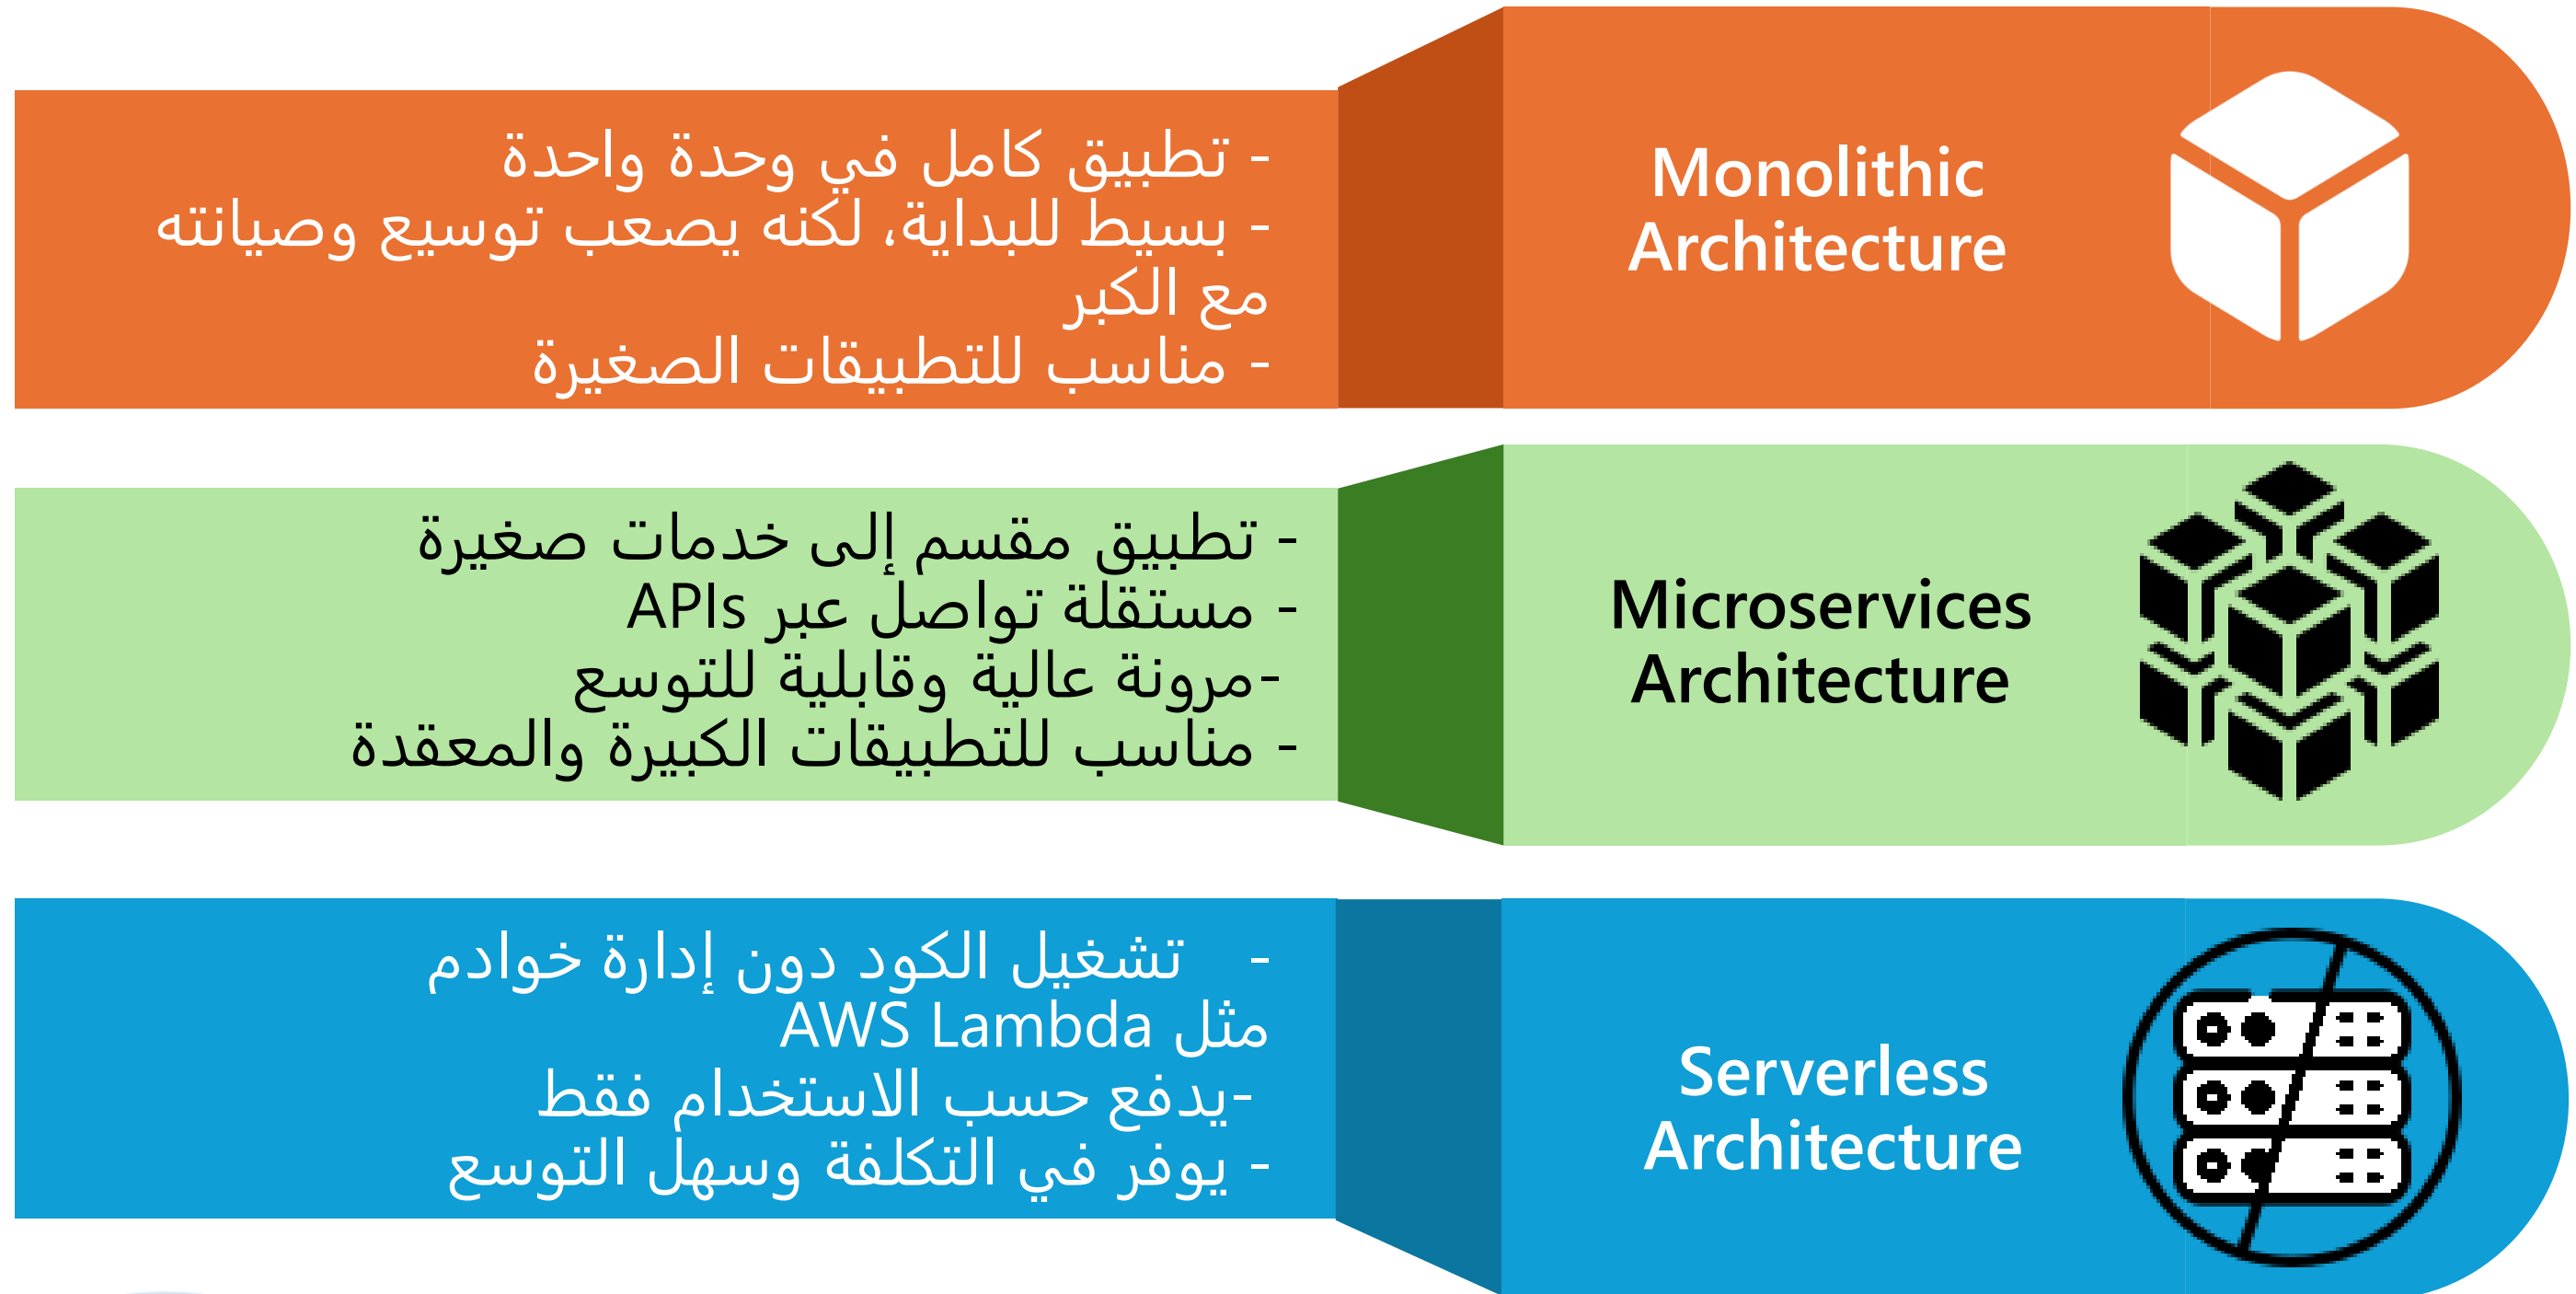 Monolithic
Architecture
- تطبيق كامل في وحدة واحدة
- بسيط للبداية، لكنه يصعب توسيع وصيانته
مع الكبر
- مناسب للتطبيقات الصغيرة
Microservices
Architecture
- تطبيق مقسم إلى خدمات صغيرة
- مستقلة تواصل عبر APIs
-مرونة عالية وقابلية للتوسع
- مناسب للتطبيقات الكبيرة والمعقدة
Serverless
Architecture
- تشغيل الكود دون إدارة خوادم
مثل AWS Lambda
-يدفع حسب الاستخدام فقط
- يوفر في التكلفة وسهل التوسع